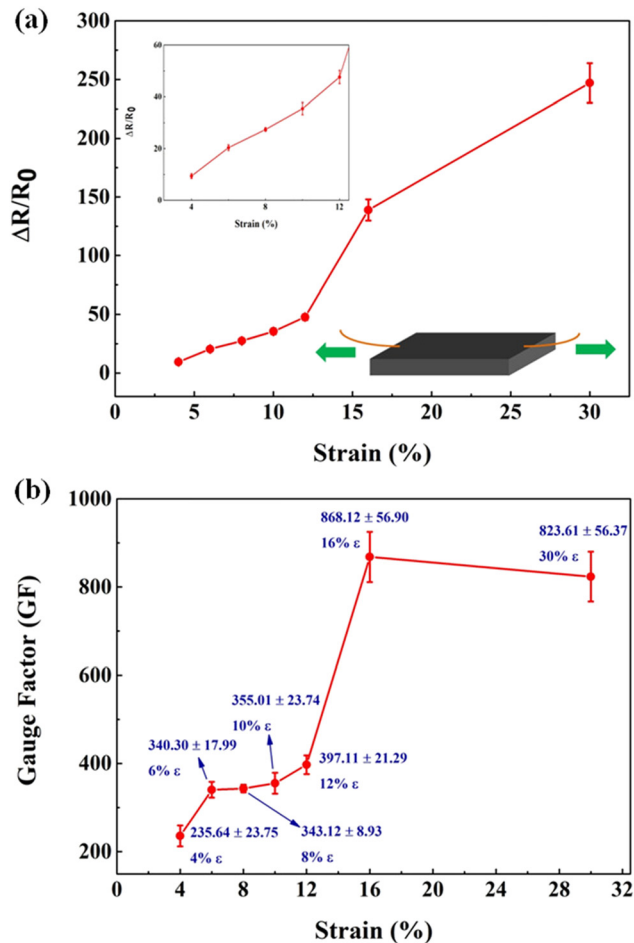 (a)
300
250
200
150
100
50
0
ΔR/R0
0 5 10 15 20 25 30
Strain (%)
60
40
20
0
ΔR/R0
4 8 12
Strain (%)
(b)
1000
800
600
400
200
Gauge Factor (GF)
868.12 ± 56.90
16% ε
823.61 ± 56.37
30% ε
355.01 ± 23.74
10% ε
340.30 ± 17.99
6% ε
397.11 ± 21.29
12% ε
235.64 ± 23.75
4% ε
343.12 ± 8.93
8% ε
0 4 8 12 16 20 24 28 32
Strain (%)